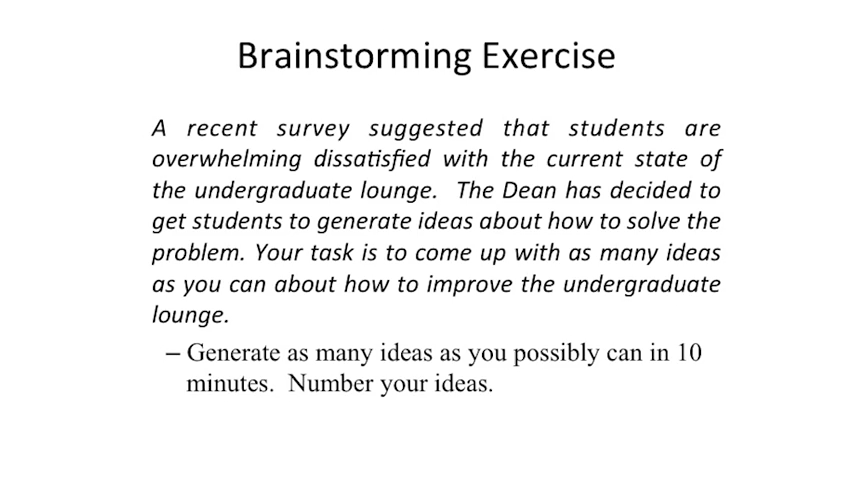 Brainstorming Exercise
A recent survey suggested that students are
overwhelming dissatisfied with the current state of
the undergraduate lounge. The Dean has decided to
get students to generate ideas about how to solve the
problem. Your task is to come up with as many ideas
as you can about how to improve the undergraduate
lounge.
– Generate as many ideas as you possibly can in 10
minutes. Number your ideas.